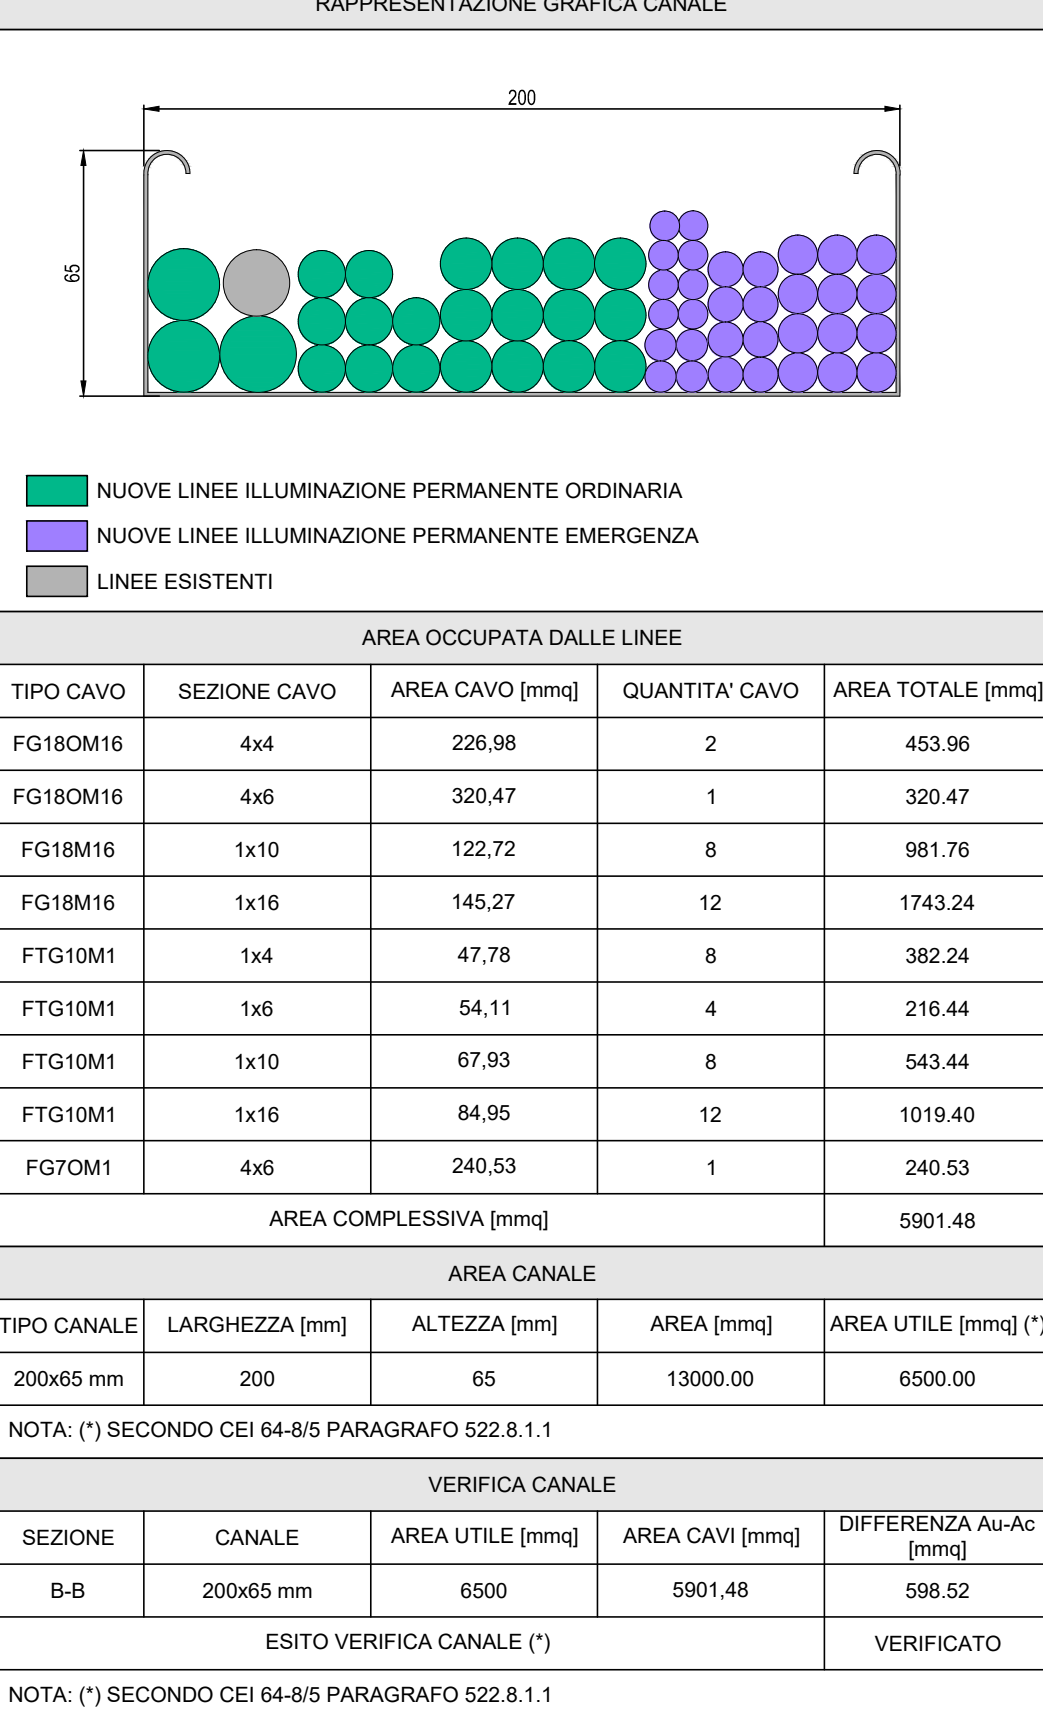 RAPPRESENTAZIONE GRAFICA CANALE
200
65
NUOVE LINEE ILLUMINAZIONE PERMANENTE ORDINARIA
NUOVE LINEE ILLUMINAZIONE PERMANENTE EMERGENZA
LINEE ESISTENTI
AREA OCCUPATA DALLE LINEE
TIPO CAVO SEZIONE CAVO AREA CAVO [mmq] QUANTITA' CAVO AREA TOTALE [mmq]
FG18OM16 4x4 226,98 2 453.96
FG18OM16 4x6 320,47 1 320.47
FG18M16 1x10 122,72 8 981.76
FG18M16 1x16 145,27 12 1743.24
FTG10M1 1x4 47,78 8 382.24
FTG10M1 1x6 54,11 4 216.44
FTG10M1 1x10 67,93 8 543.44
FTG10M1 1x16 84,95 12 1019.40
FG7OM1 4x6 240,53 1 240.53
AREA COMPLESSIVA [mmq] 5901.48
AREA CANALE
TIPO CANALE LARGHEZZA [mm] ALTEZZA [mm] AREA [mmq] AREA UTILE [mmq] (*)
200x65 mm 200 65 13000.00 6500.00
NOTA: (*) SECONDO CEI 64-8/5 PARAGRAFO 522.8.1.1
VERIFICA CANALE
SEZIONE CANALE AREA UTILE [mmq] AREA CAVI [mmq] DIFFERENZA Au-Ac
[mmq]
B-B 200x65 mm 6500 5901,48 598.52
ESITO VERIFICA CANALE (*) VERIFICATO
NOTA: (*) SECONDO CEI 64-8/5 PARAGRAFO 522.8.1.1